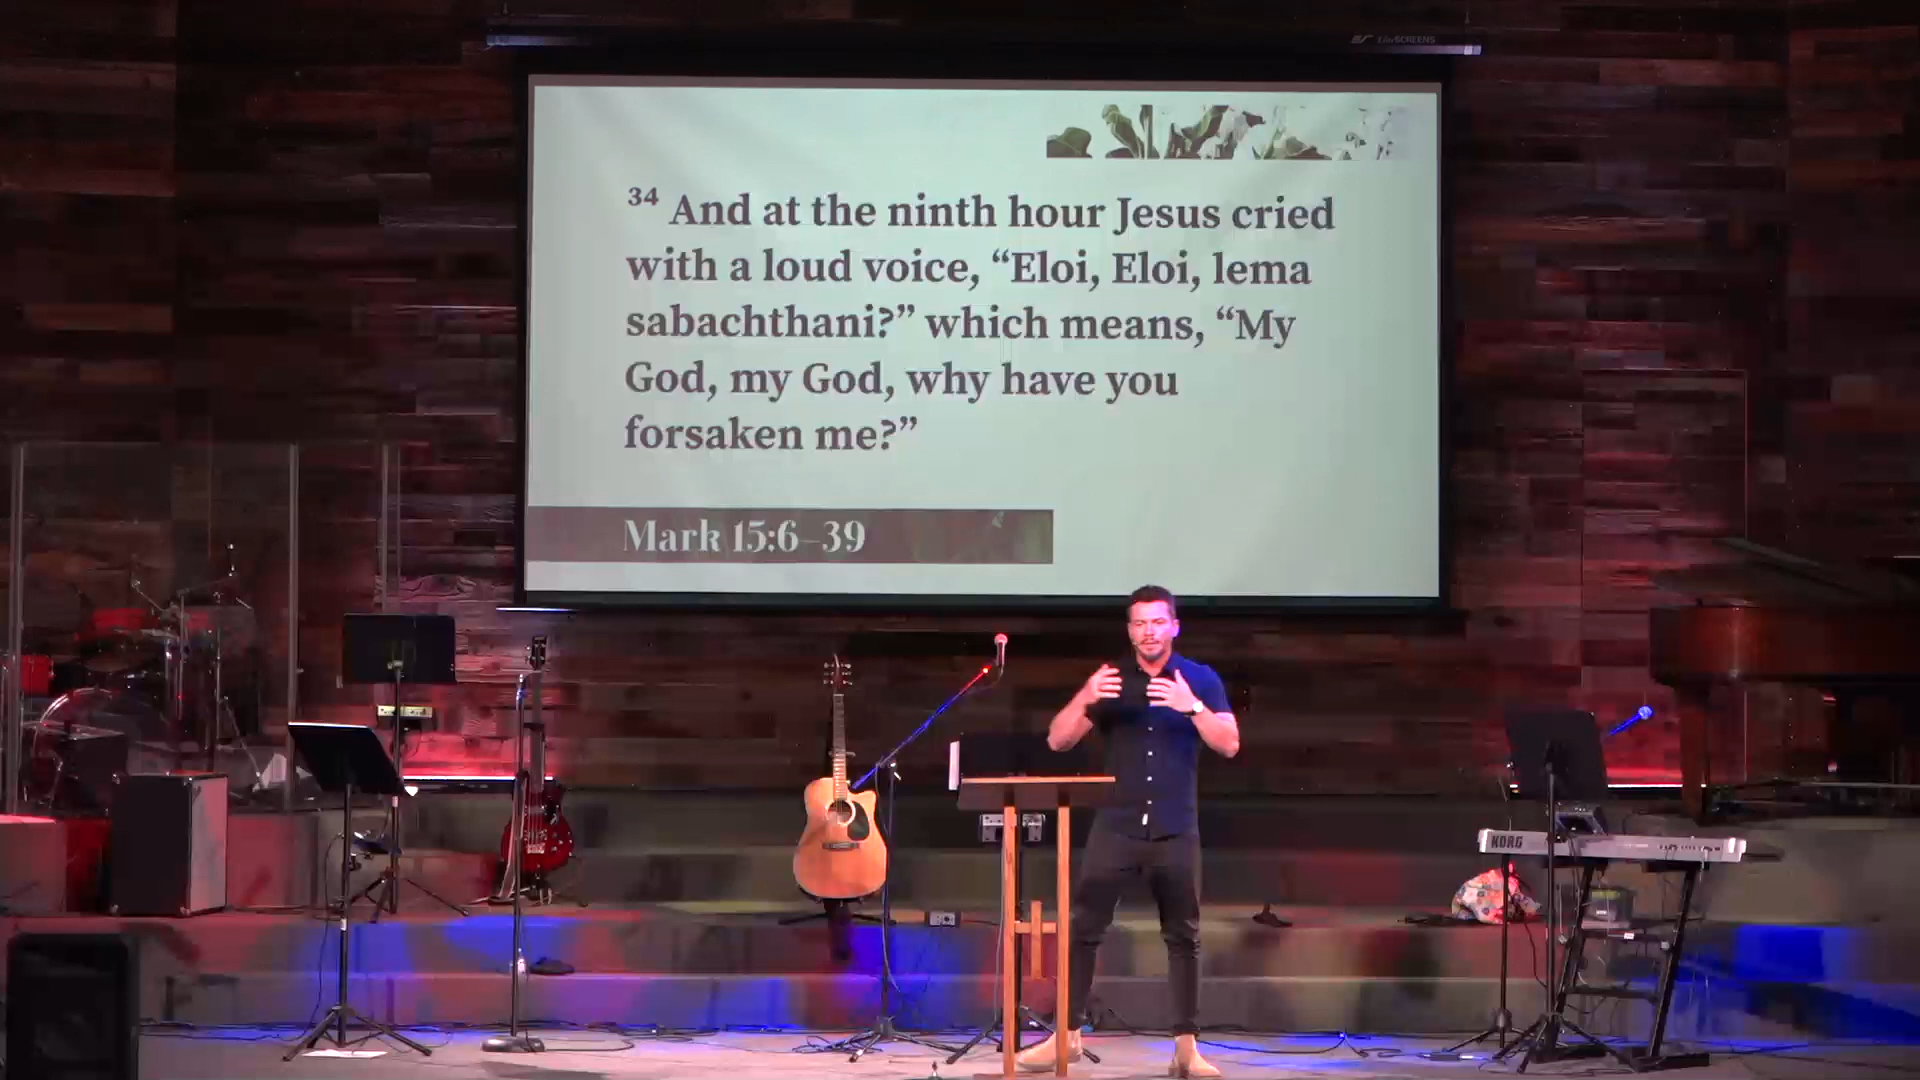 EliteSCREENS
34 And at the ninth hour Jesus cried
with a loud voice, “Eloi, Eloi, lema
sabachthani?” which means, “My
God, my God, why have you
forsaken me?”
Mark 15:6–39
KORG